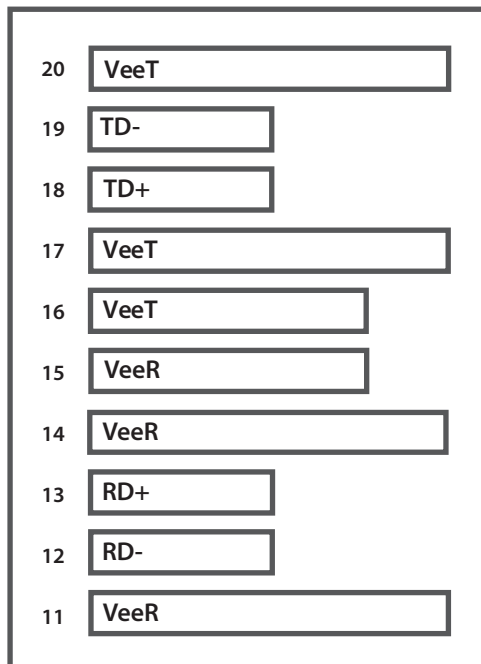 20 VeeT
19 TD-
18 TD+
17 VeeT
16 VeeT
15 VeeR
14 VeeR
13 RD+
12 RD-
11 VeeR